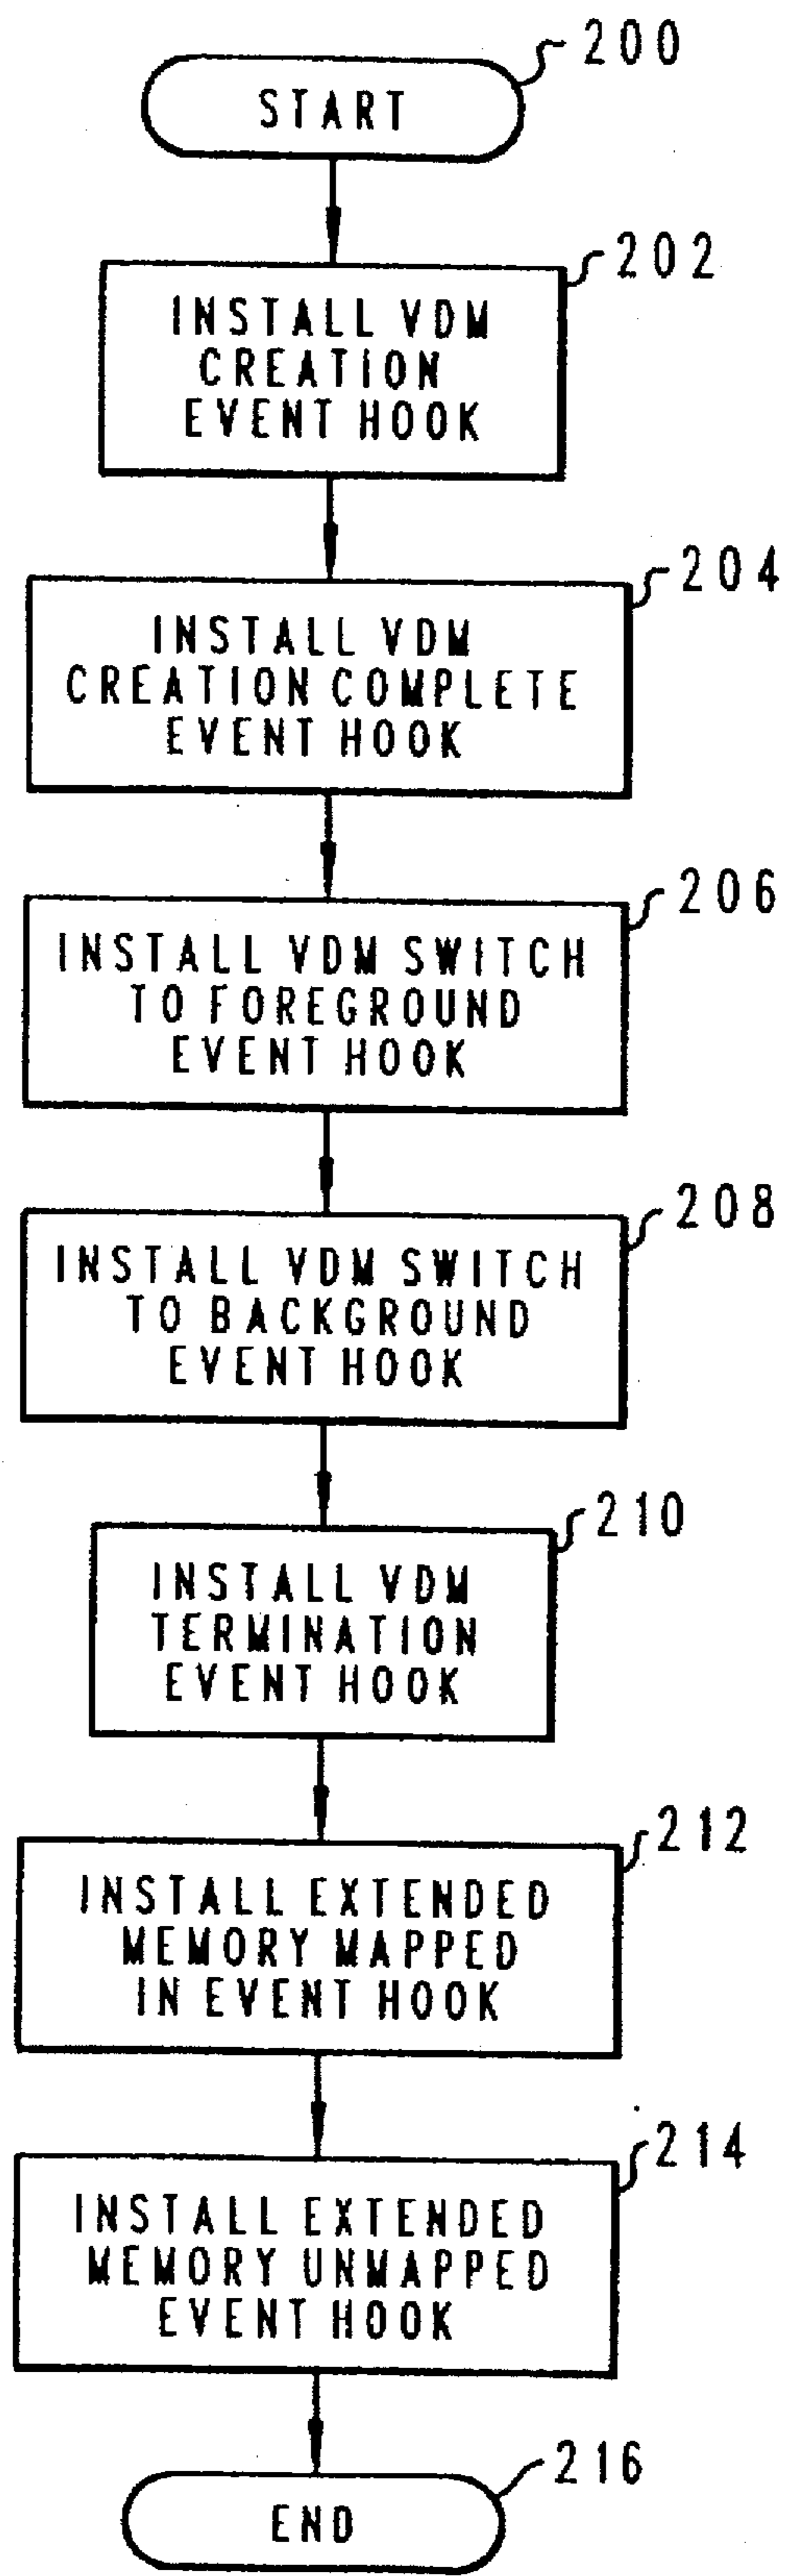 200
START
202
INSTALL VDM
CREATION
EVENT HOOK
204
INSTALL VDM
CREATION COMPLETE
EVENT HOOK
206
INSTALL VDM SWITCH
TO FOREGROUND
EVENT HOOK
208
INSTALL VDM SWITCH
TO BACKGROUND
EVENT HOOK
210
INSTALL VDM
TERMINATION
EVENT HOOK
212
INSTALL EXTENDED
MEMORY MAPPED
IN EVENT HOOK
214
INSTALL EXTENDED
MEMORY UNMAPPED
EVENT HOOK
216
END